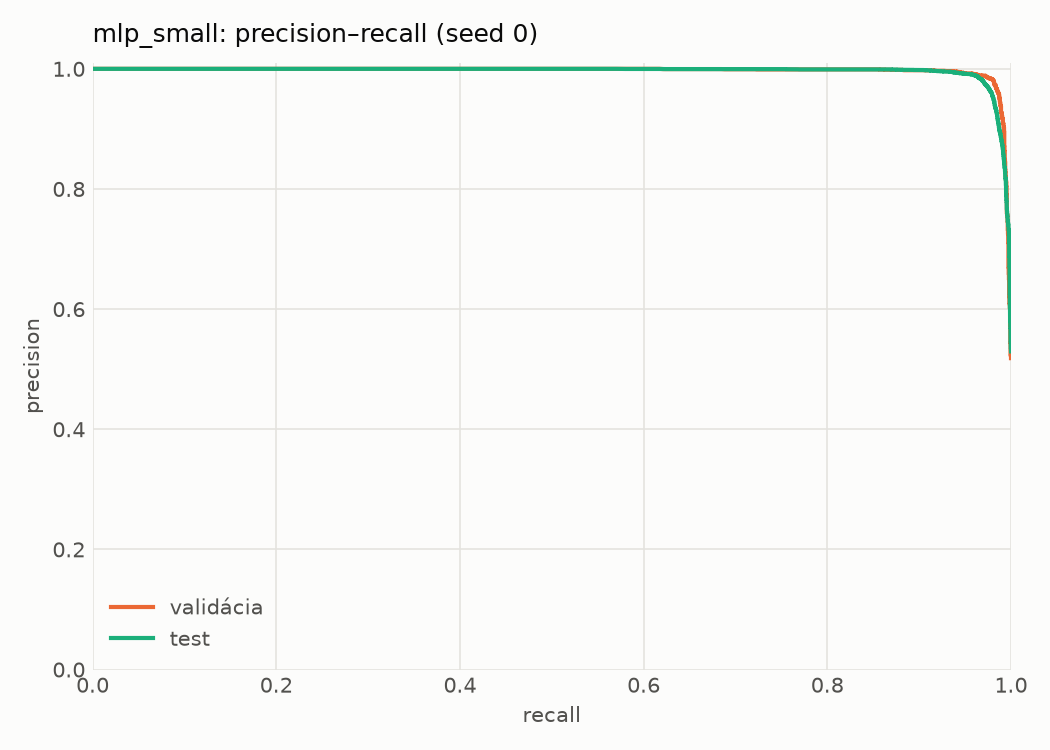 mlp_small: precision–recall (seed 0)
1.0
0.8
0.6
0.4
0.2
0.0
precision
validácia
test
0.0 0.2 0.4 0.6 0.8 1.0
recall